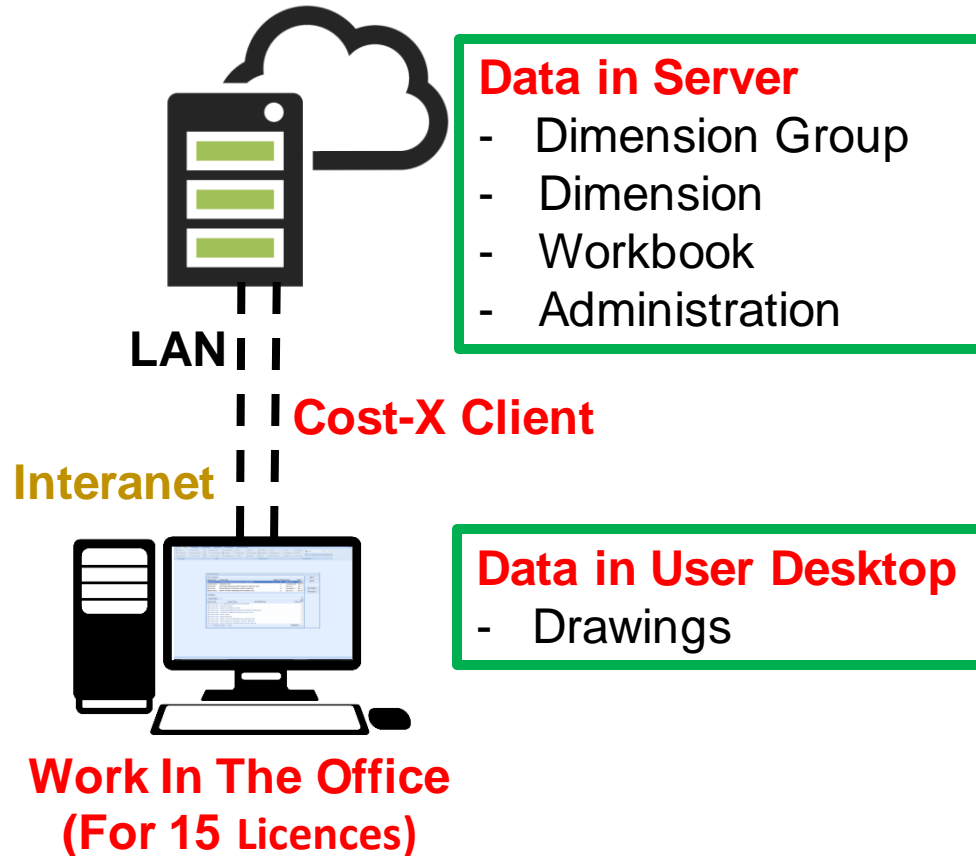 Data in Server
- Dimension Group
- Dimension
- Workbook
- Administration
LAN
Cost-X Client
Interanet
Data in User Desktop
- Drawings
Work In The Office
(For 15 Licences)